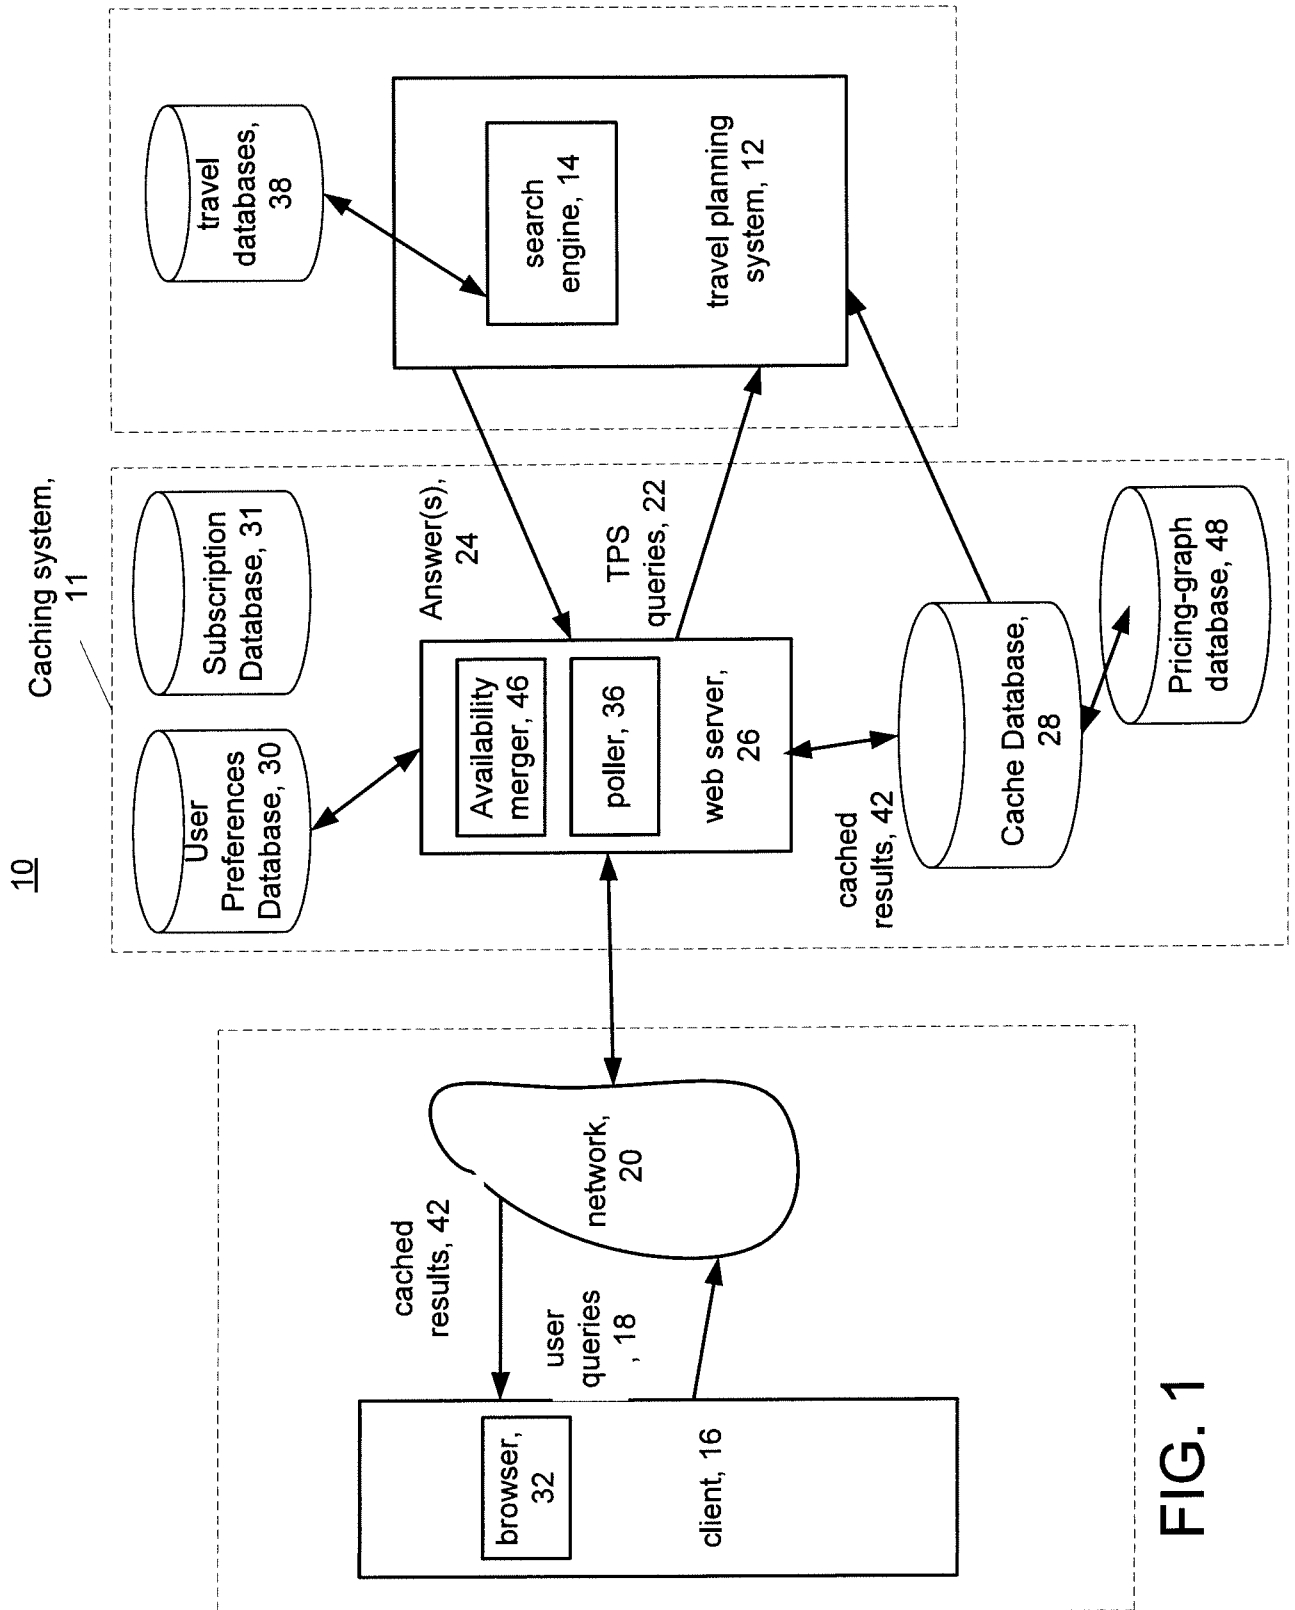 10
Caching system,
11
browser,
32
client, 16
cached
results, 42
user
queries
, 18
network,
20
User
Preferences
Database, 30
Subscription
Database, 31
Availability
merger, 46
poller, 36
web server,
26
cached
results, 42
Cache Database,
28
Pricing-graph
database, 48
Answer(s),
24
TPS
queries, 22
travel
databases,
38
search
engine, 14
travel planning
system, 12
FIG. 1